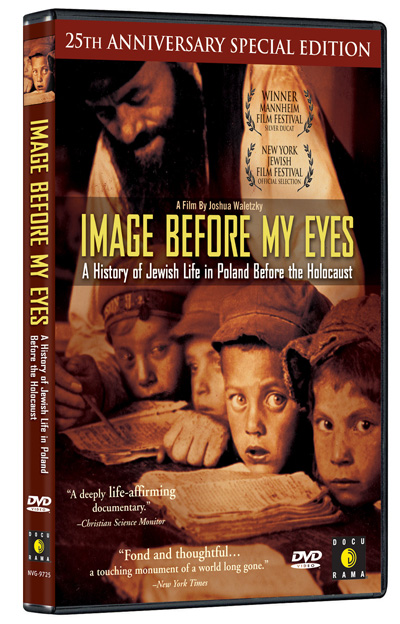 25TH ANNIVERSARY SPECIAL EDITION
WINNER
MANNHEIM
FILM FESTIVAL
SILVER DUCAT
NEW YORK
JEWISH
FILM FESTIVAL
OFFICIAL SELECTION
A Film By Joshua Waletzky
IMAGE BEFORE MY EYES
A History of Jewish Life in Poland Before the Holocaust
"A deeply life-affirming
documentary."
–Christian Science Monitor
"Fond and thoughtful…
a touching monument of a world long gone."
–New York Times
DVD
VIDEO
DOCU
RAMA
IMAGE BEFORE MY EYES
A History of Jewish Life in Poland
Before the Holocaust
DVD
VIDEO
DOCU
RAMA
NVG-9725